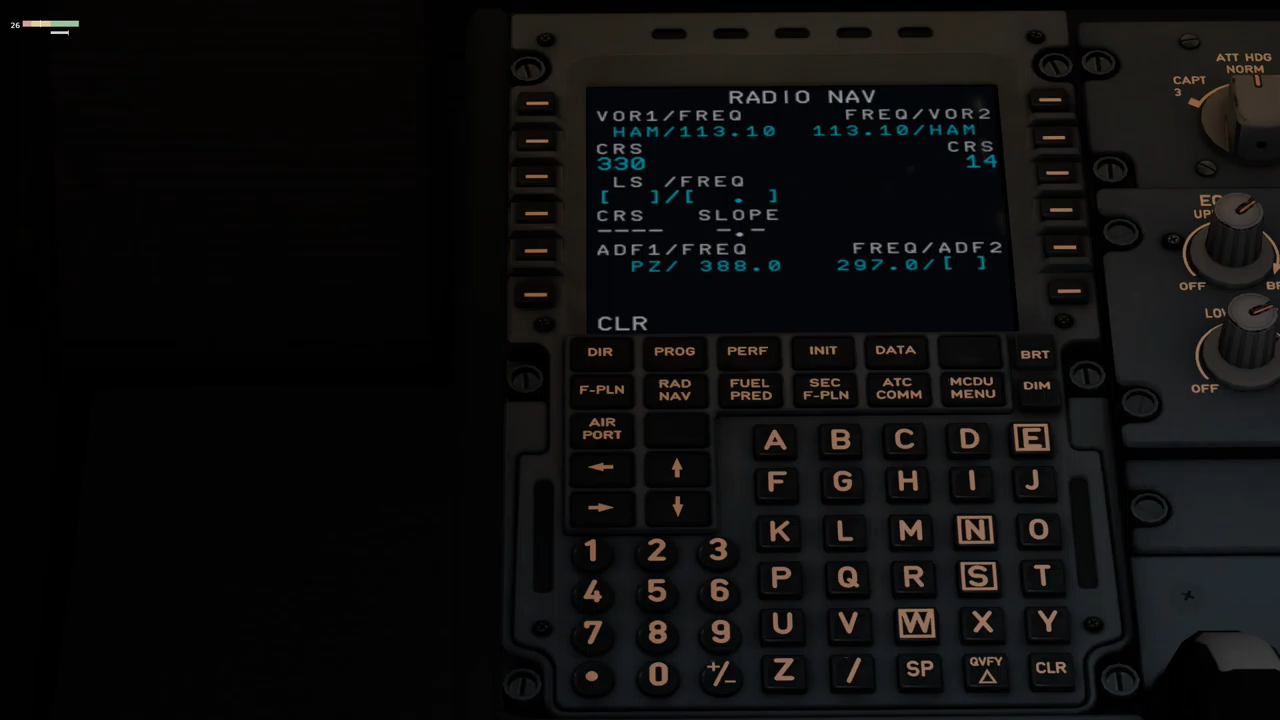 26
RADIO NAV
VOR1/FREQ FREQ/VOR2
HAM/113.10 113.10/HAM
CRS CRS
330 14
LS /FREQ
[ ]/[ . ]
CRS SLOPE
---- -.-
ADF1/FREQ FREQ/ADF2
PZ/ 388.0 297.0/[ ]
CLR
DIR PROG PERF INIT DATA BRT
F-PLN RAD NAV FUEL PRED SEC F-PLN ATC COMM MCDU MENU DIM
AIR PORT
← ↑
→ ↓
A B C D E
F G H I J
K L M N O
P Q R S T
U V W X Y
Z / SP OVFY △ CLR
1 2 3
4 5 6
7 8 9
. 0 +/-
ATT HDG
NORM
CAPT
3
OFF
OFF